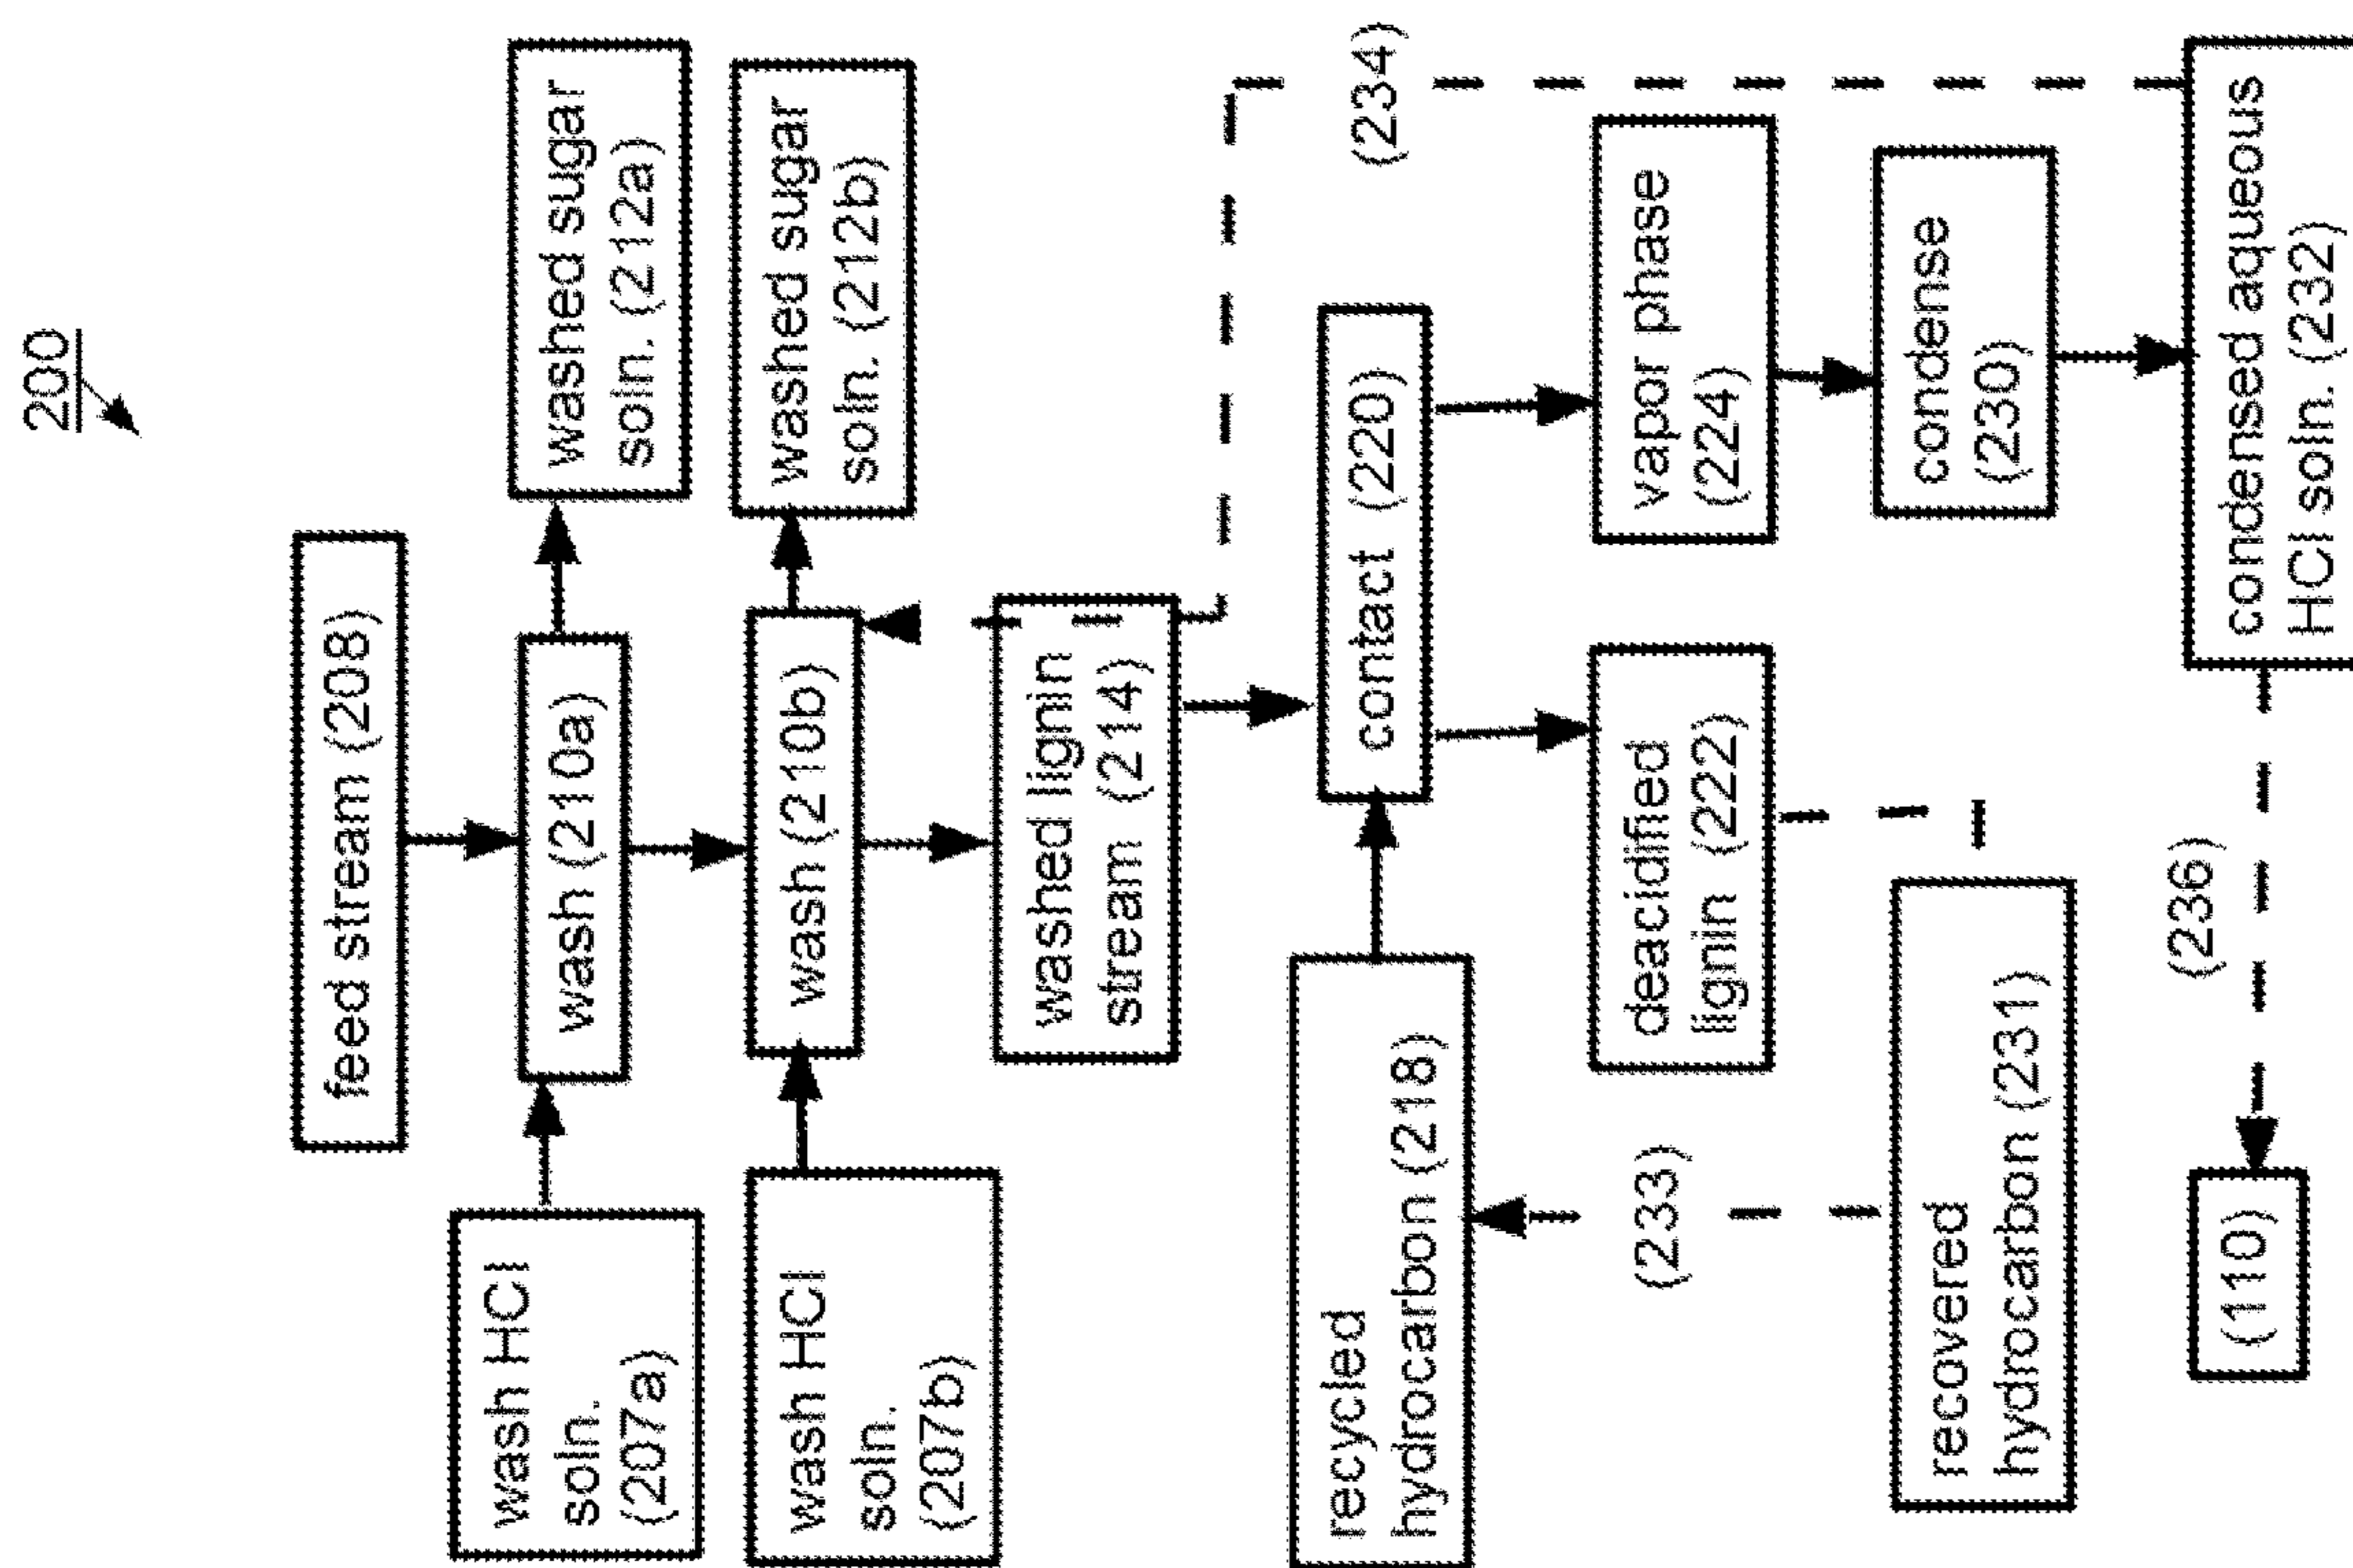 200
feed stream (208)
wash HCl
soln.
(207a)
wash (210a)
washed sugar
soln. (212a)
wash HCl
soln.
(207b)
wash (210b)
washed sugar
soln. (212b)
washed lignin
stream (214)
(234)
recycled
hydrocarbon (218)
contact (220)
(233)
deacidified
lignin (222)
vapor phase
(224)
recovered
hydrocarbon (231)
condense
(230)
(110)
(236)
condensed aqueous
HCl soln. (232)